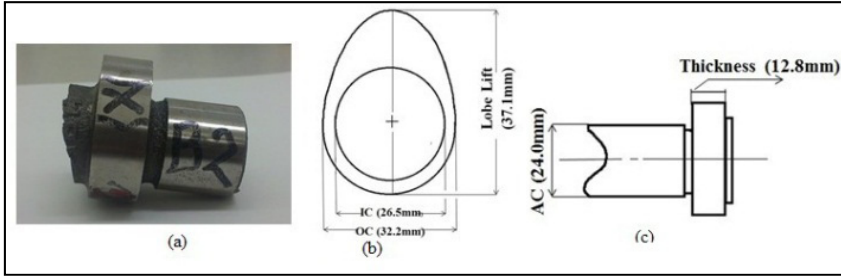 X
B2
(a)
Lobe Lift
(37.1mm)
IC (26.5mm
OC (32.2mm)
(b)
Thickness (12.8mm)
AC (24.0mm)
(c)